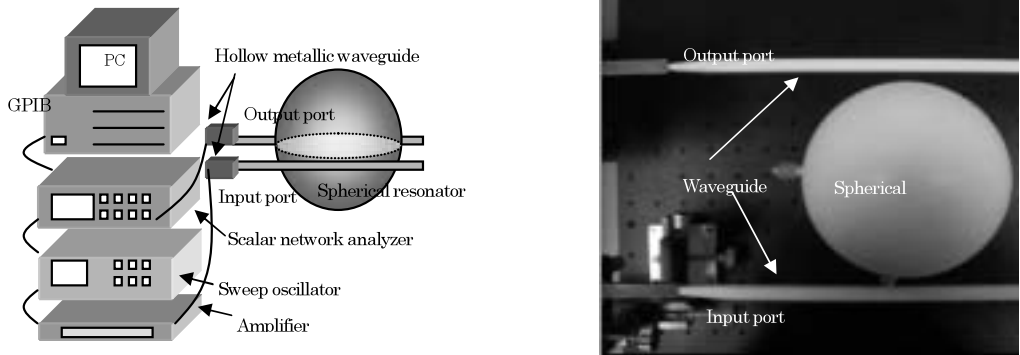 PC
GPIB
Hollow metallic waveguide
Output port
Spherical resonator
Input port
Scalar network analyzer
Sweep oscillator
Amplifier
Output port
Waveguide
Spherical
Input port